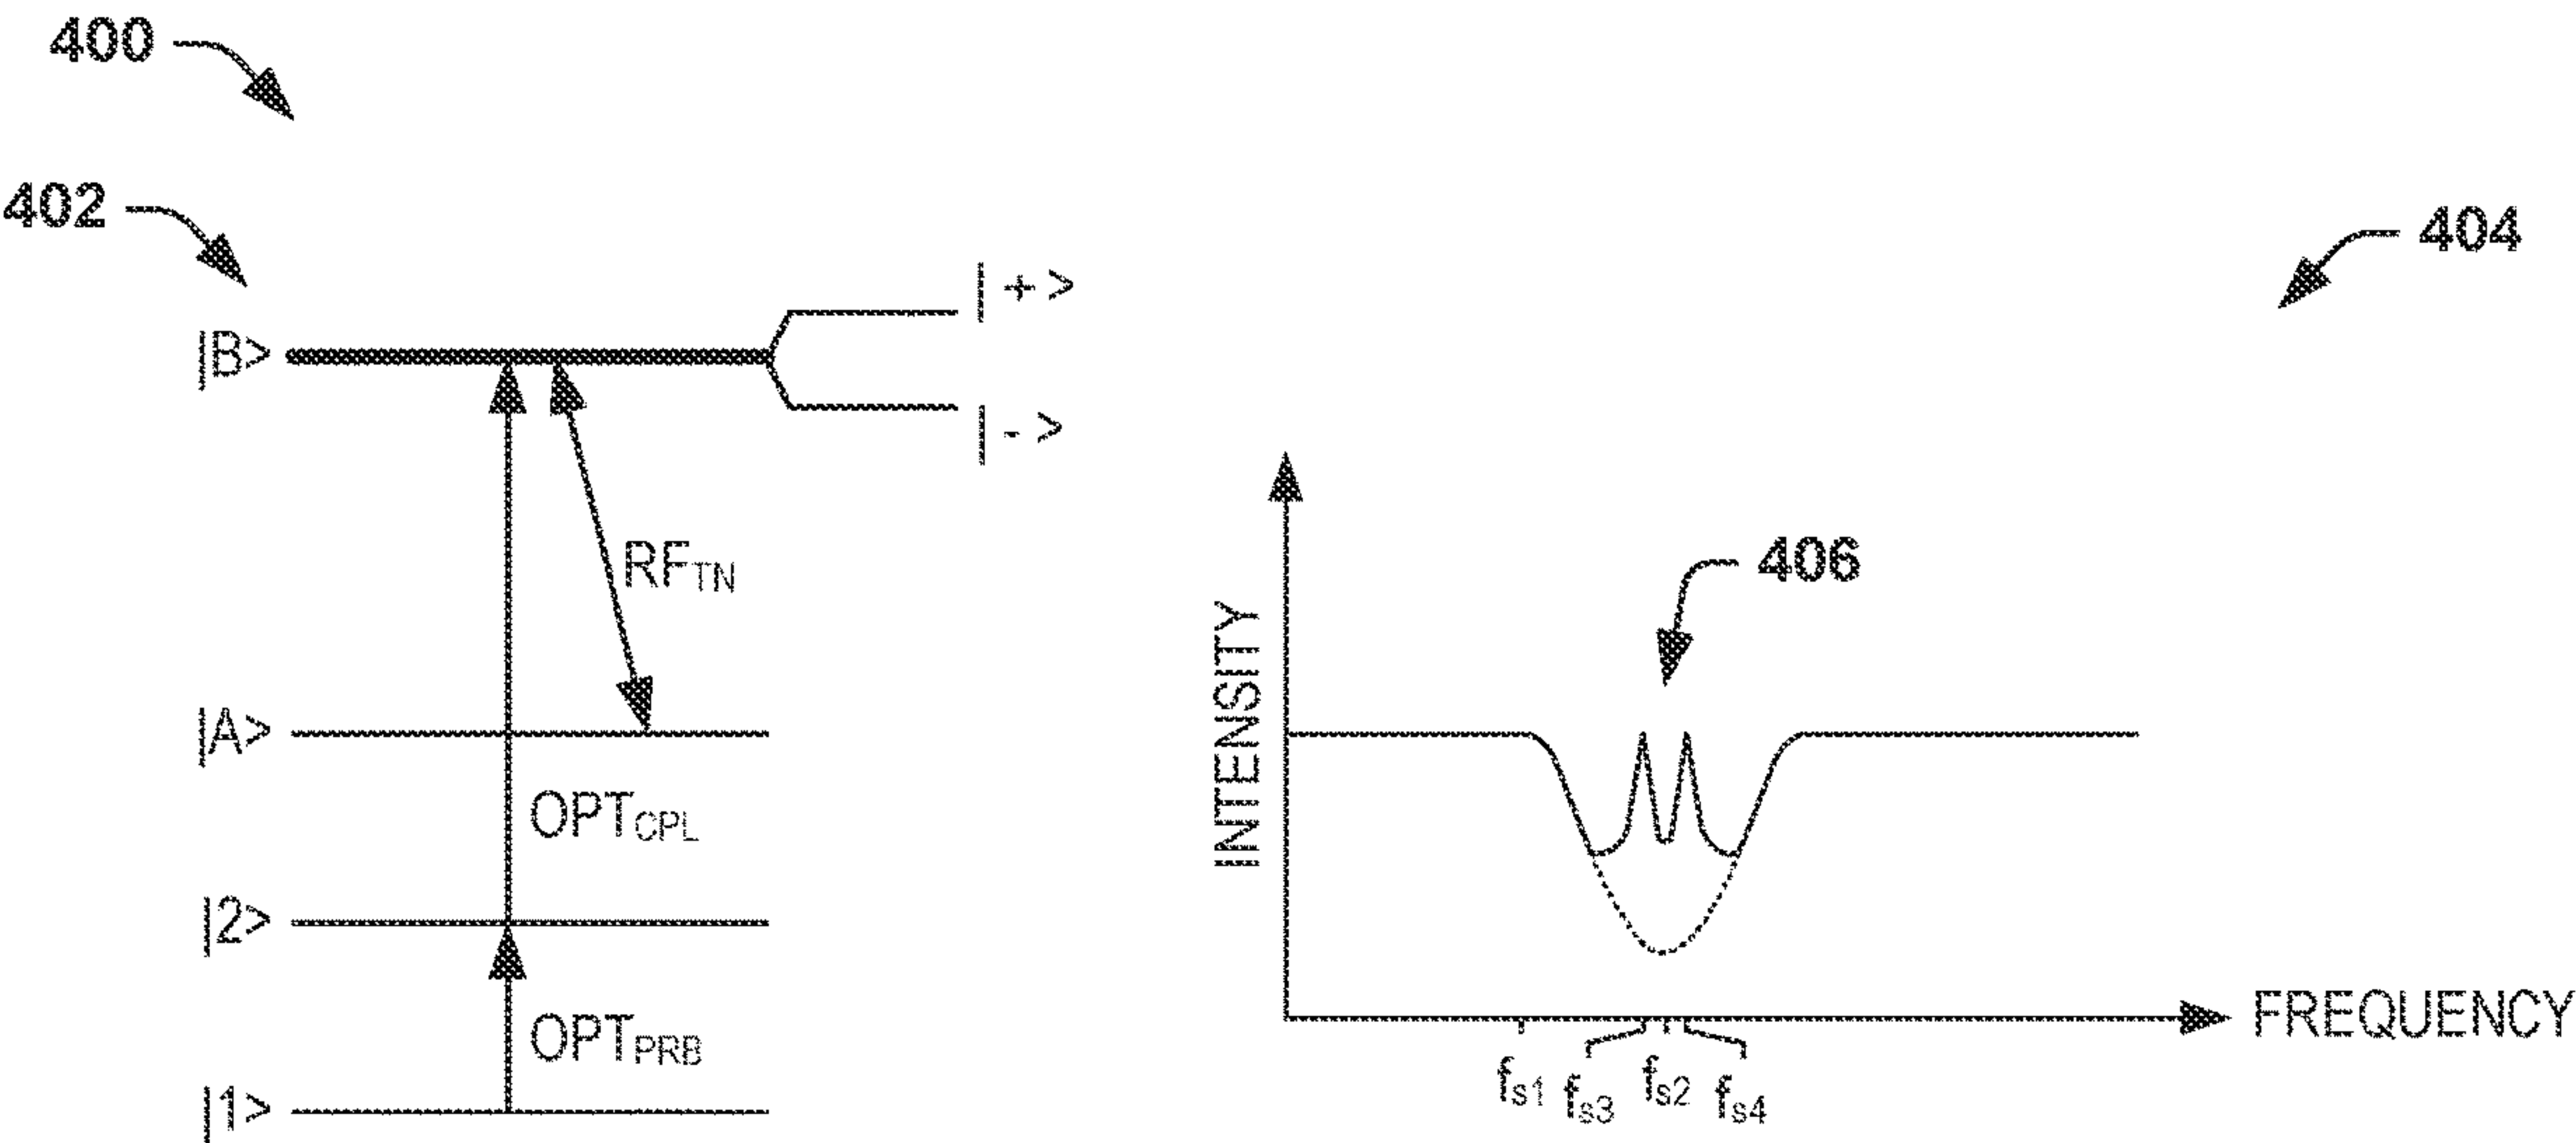 400
402
404
|+>
|B>
|->
406
RFTN
INTENSITY
|A>
OPTCPL
|2>
FREQUENCY
OPTPRB
fs1 fs3 fs2 fs4
|1>